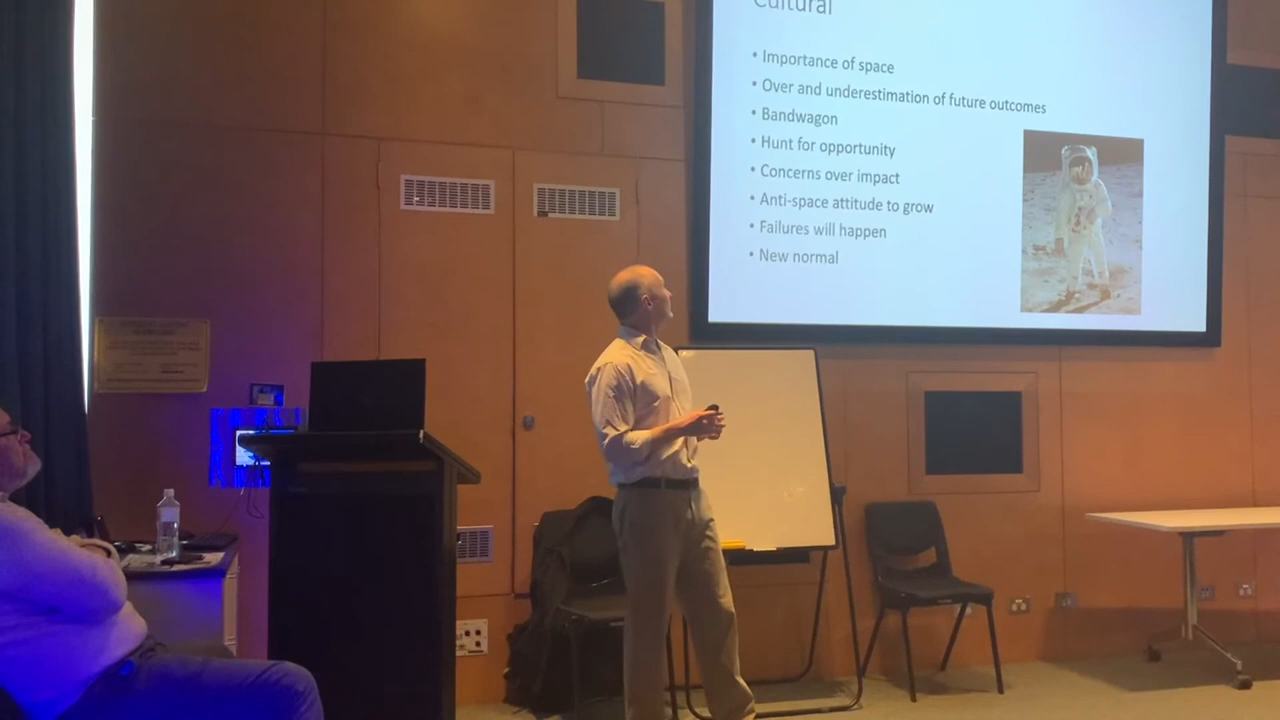 Cultural
• Importance of space
• Over and underestimation of future outcomes
• Bandwagon
• Hunt for opportunity
• Concerns over impact
• Anti-space attitude to grow
• Failures will happen
• New normal